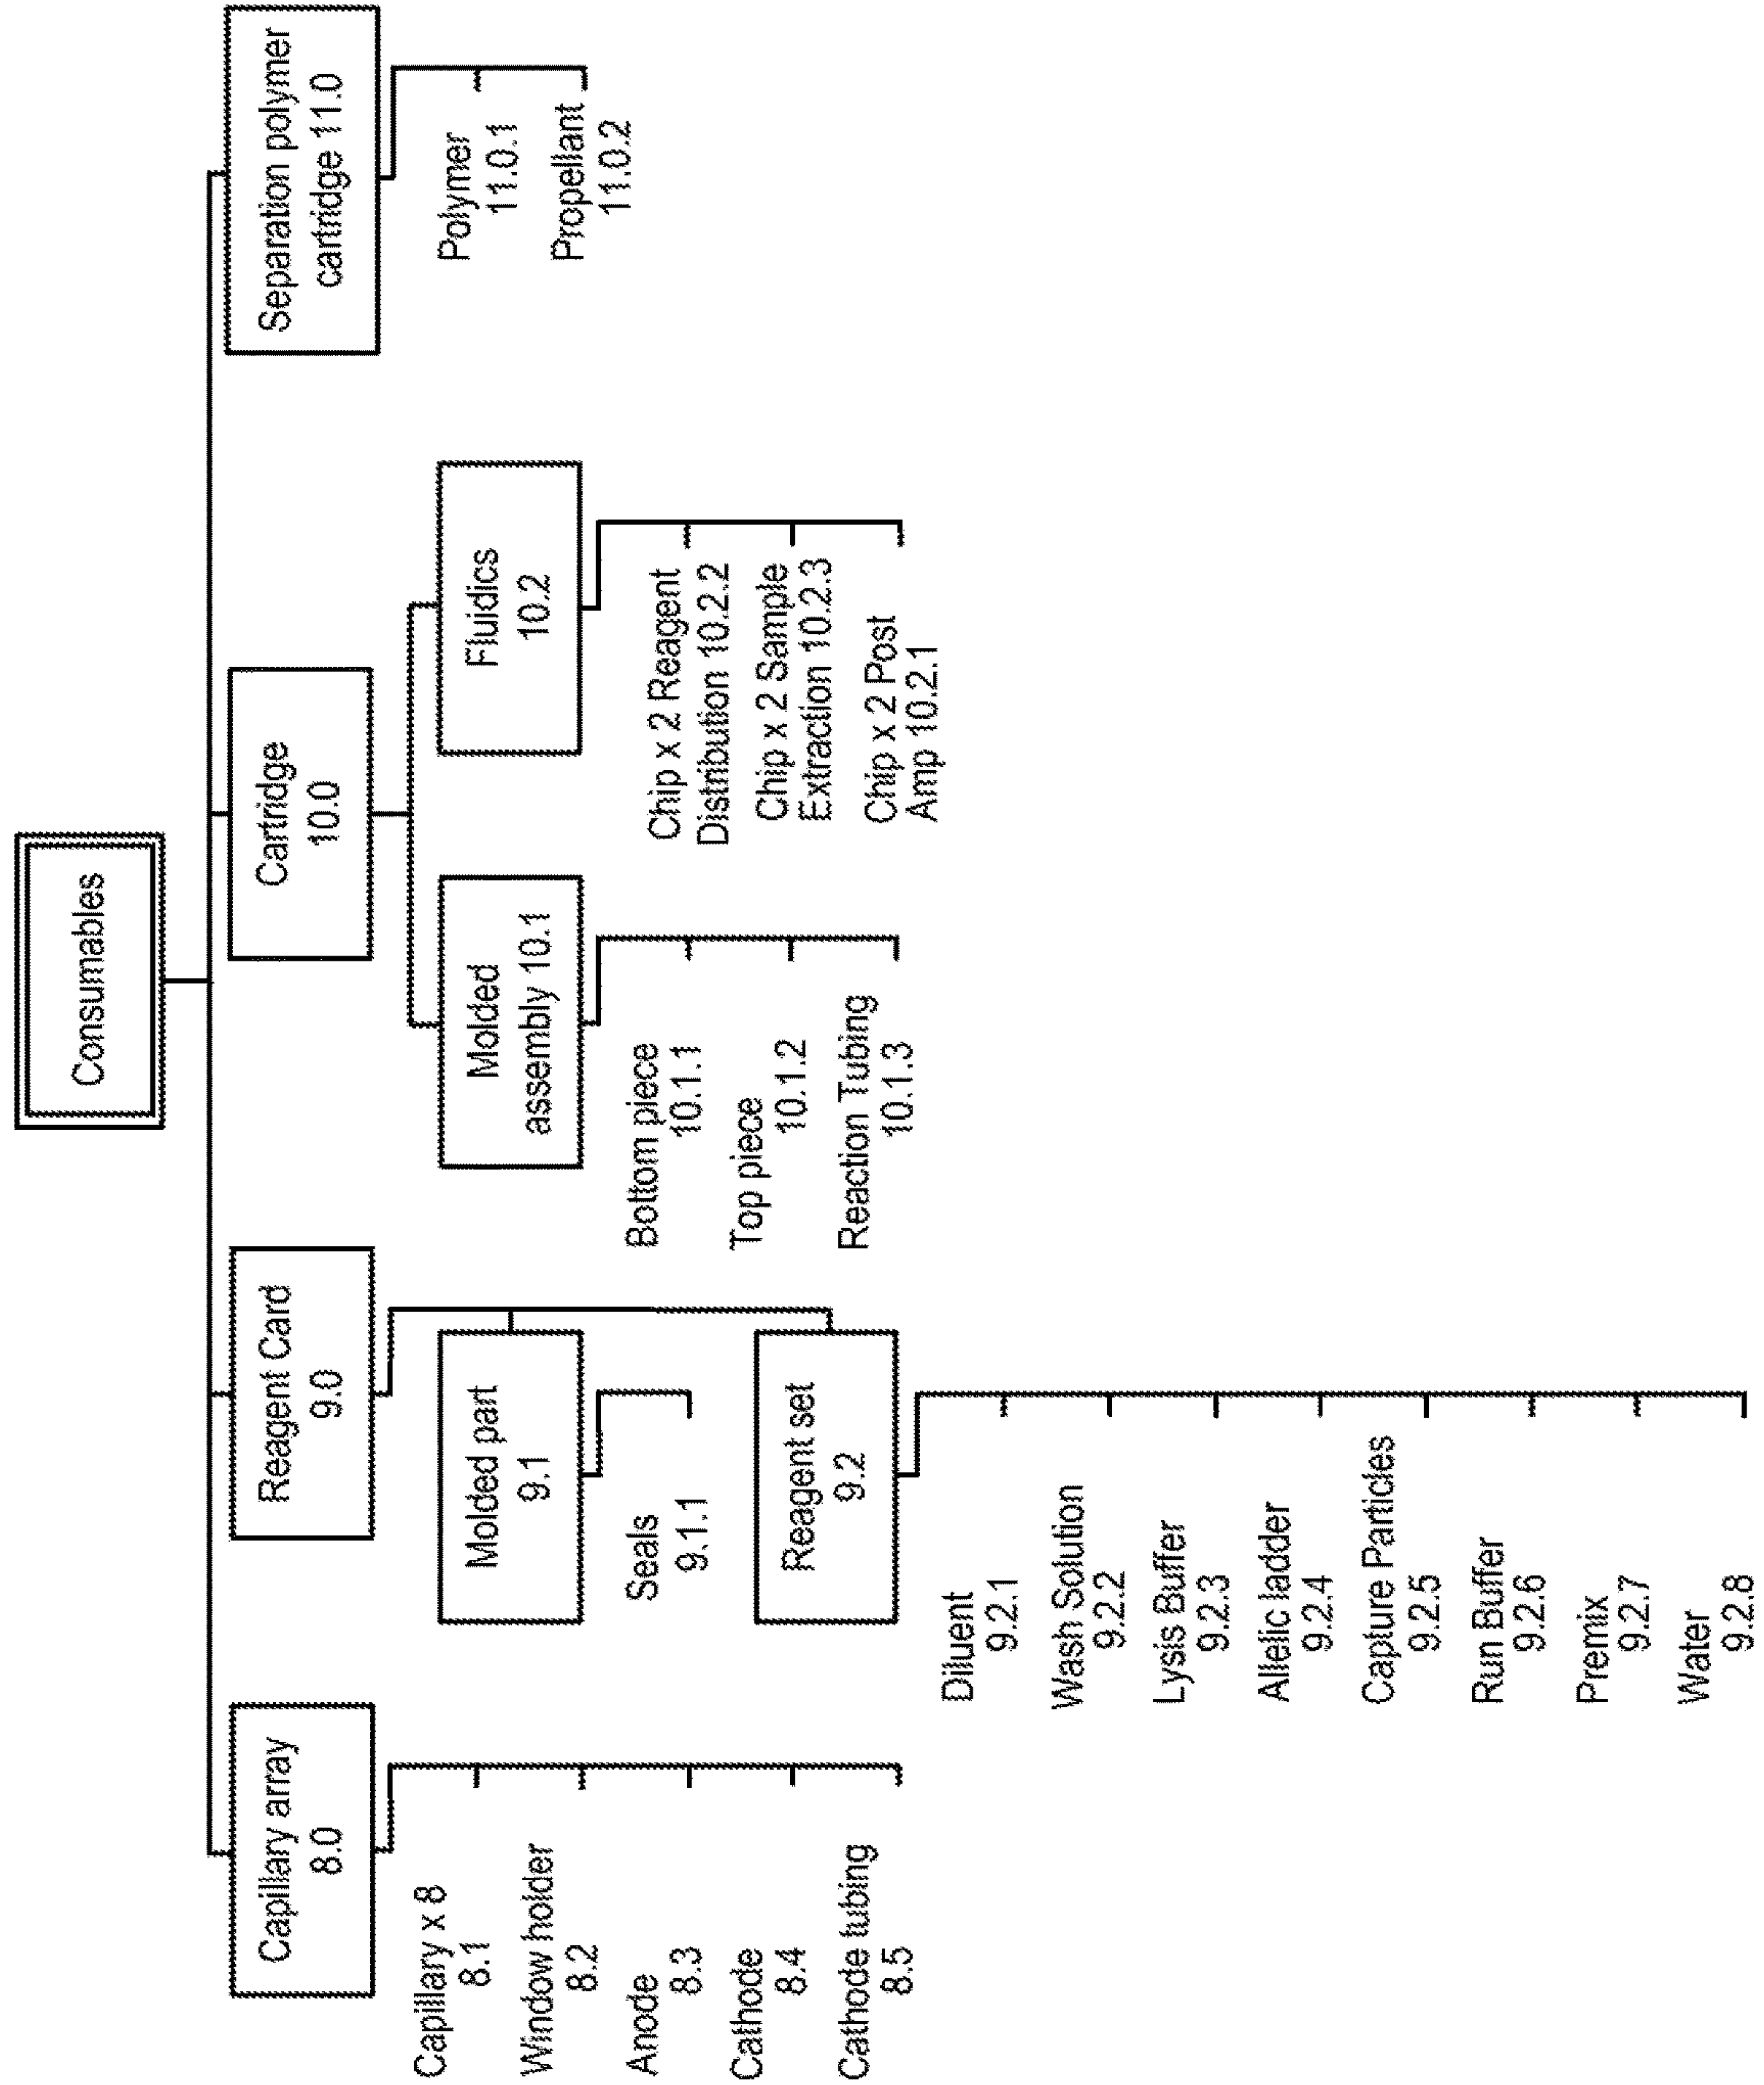 Consumables
Capillary array
8.0
Capillary x 8
8.1
Window holder
8.2
Anode
8.3
Cathode
8.4
Cathode tubing
8.5
Reagent Card
9.0
Molded part
9.1
Seals
9.1.1
Reagent set
9.2
Diluent
9.2.1
Wash Solution
9.2.2
Lysis Buffer
9.2.3
Allelic ladder
9.2.4
Capture Particles
9.2.5
Run Buffer
9.2.6
Premix
9.2.7
Water
9.2.8
Cartridge
10.0
Molded
assembly 10.1
Bottom piece
10.1.1
Top piece
10.1.2
Reaction Tubing
10.1.3
Fluidics
10.2
Chip x 2 Reagent
Distribution 10.2.2
Chip x 2 Sample
Extraction 10.2.3
Chip x 2 Post
Amp 10.2.1
Separation polymer
cartridge 11.0
Polymer
11.0.1
Propellant
11.0.2